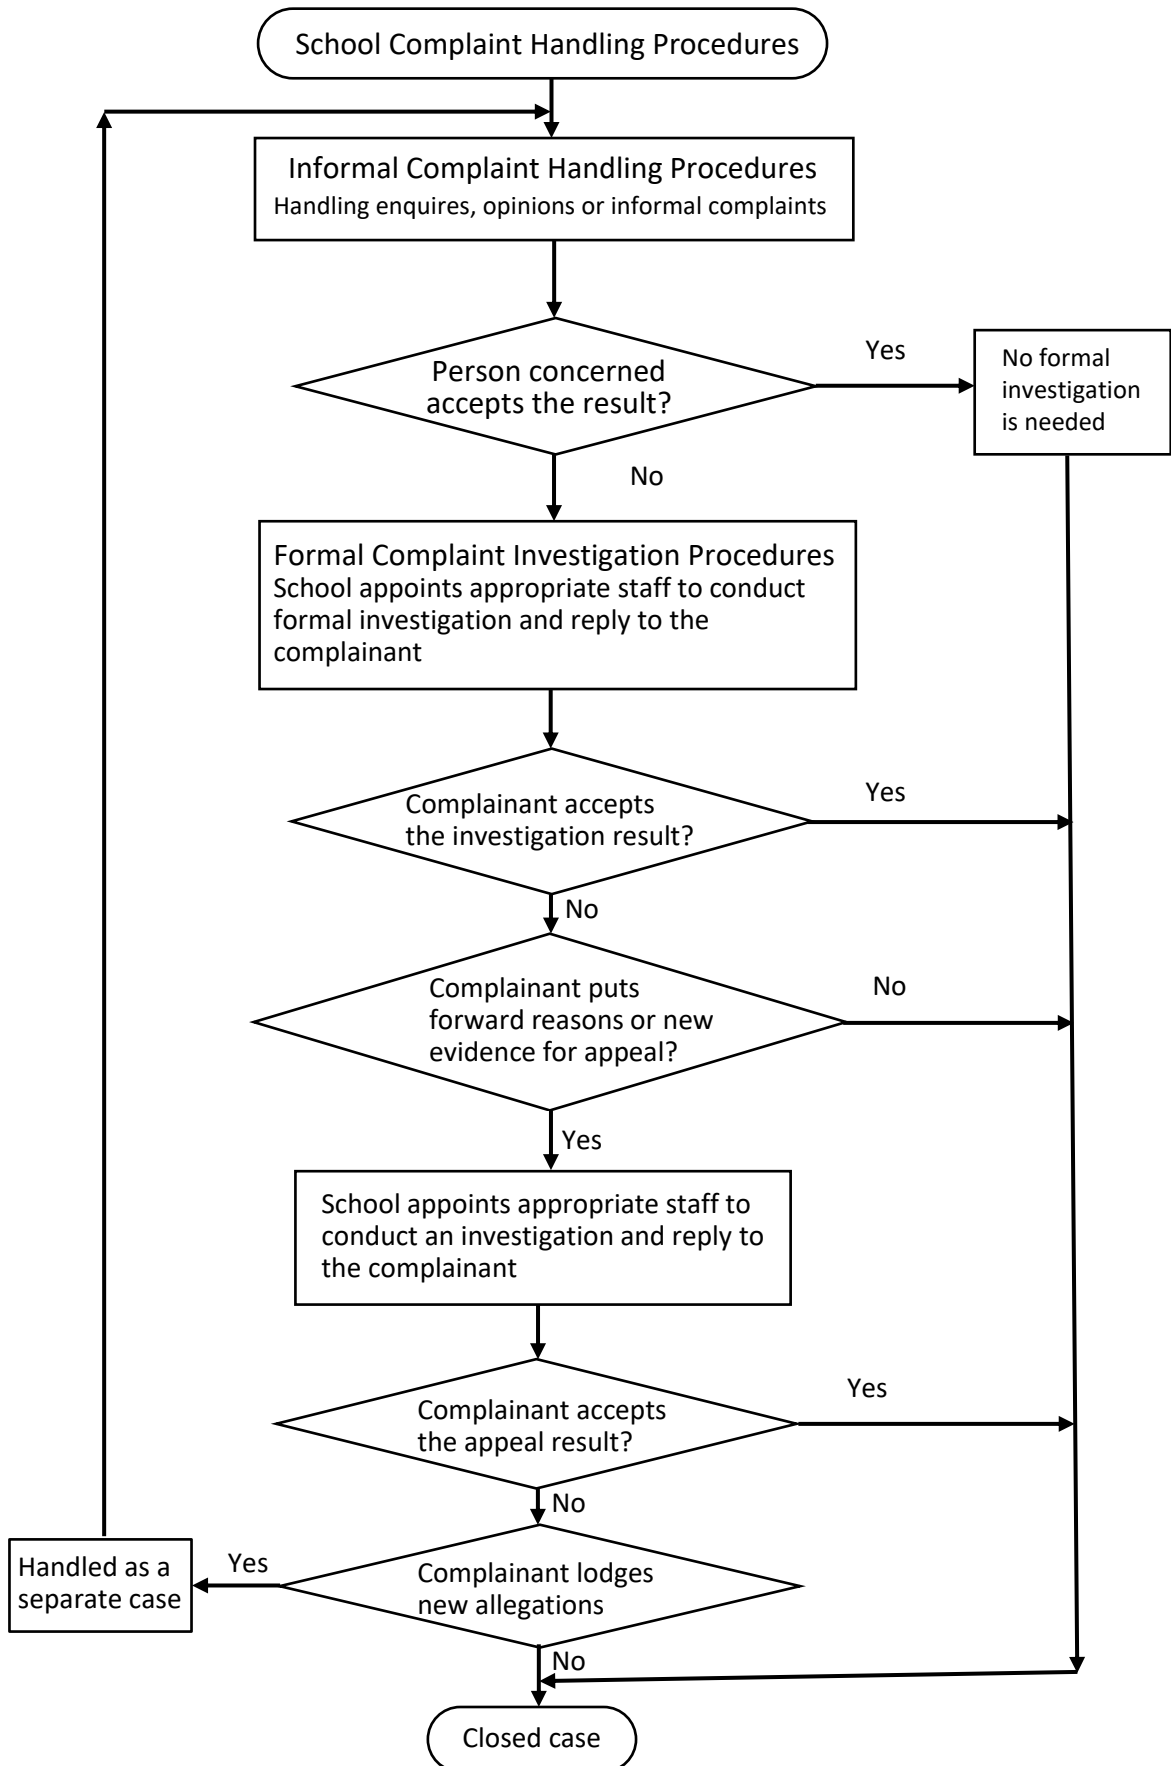 School Complaint Handling Procedures
Informal Complaint Handling Procedures
Handling enquires, opinions or informal complaints
Person concerned
accepts the result?
Yes
No formal
investigation
is needed
No
Formal Complaint Investigation Procedures
School appoints appropriate staff to conduct
formal investigation and reply to the
complainant
Complainant accepts
the investigation result?
Yes
No
Complainant puts
forward reasons or new
evidence for appeal?
No
Yes
School appoints appropriate staff to
conduct an investigation and reply to
the complainant
Complainant accepts
the appeal result?
Yes
No
Complainant lodges
new allegations
Yes
Handled as a
separate case
No
Closed case